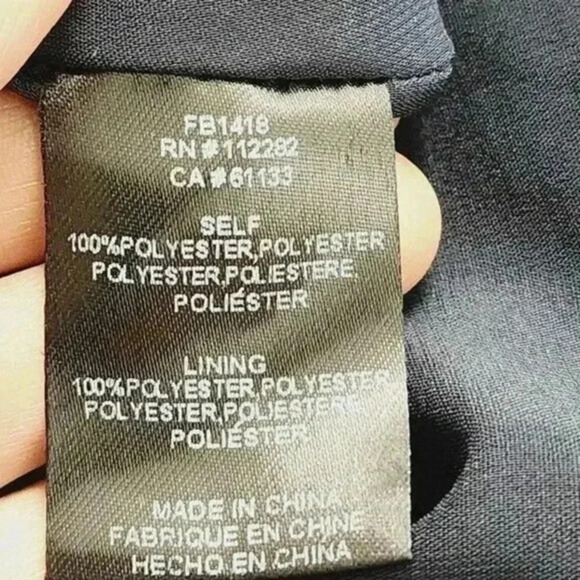 FB1418
RN#112282
CA#61133
SELF
100%POLYESTER,POLYESTER
POLYESTER,POLIESTERE,
POLIÉSTER
LINING
100%POLYESTER,POLYESTER
POLYESTER,POLIESTERE
POLIÉSTER
MADE IN CHINA
FABRIQUE EN CHINE
HECHO EN CHINA